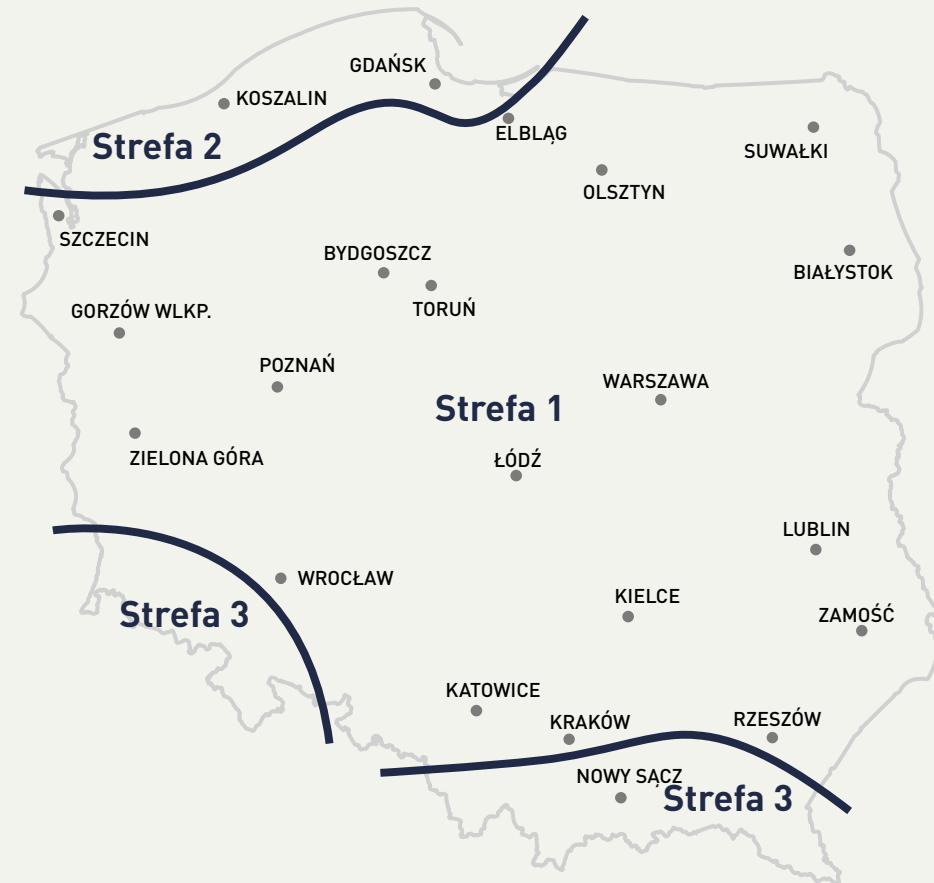 GDAŃSK
KOSZALIN
ELBLĄG
Strefa 2
SUWAŁKI
OLSZTYN
SZCZECIN
BYDGOSZCZ
BIAŁYSTOK
TORUŃ
GORZÓW WLKP.
POZNAŃ
WARSZAWA
Strefa 1
ZIELONA GÓRA
ŁÓDŹ
LUBLIN
WROCŁAW
KIELCE
Strefa 3
ZAMOŚĆ
KATOWICE
KRAKÓW
RZESZÓW
NOWY SĄCZ
Strefa 3